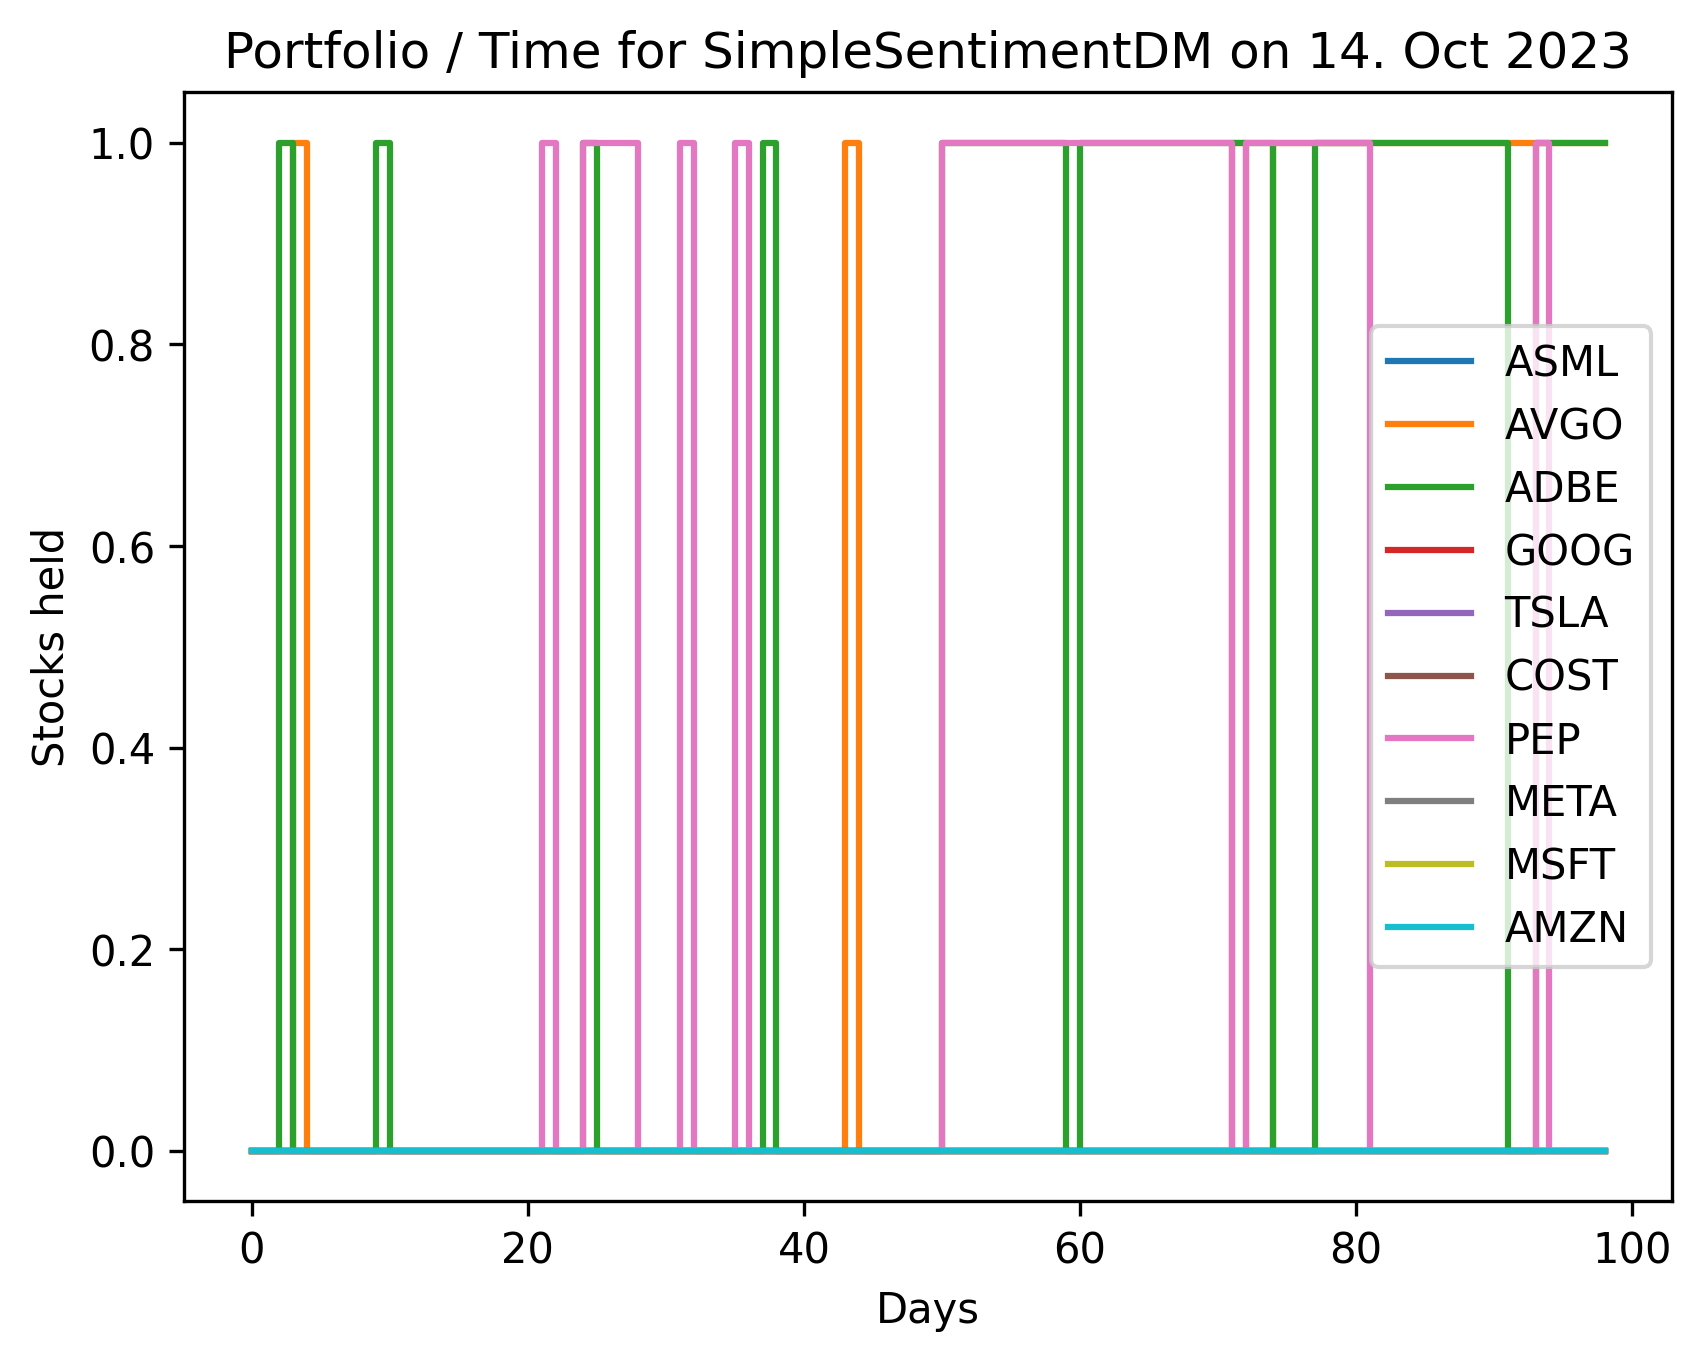 Portfolio / Time for SimpleSentimentDM on 14. Oct 2023
1.0
0.8
0.6
0.4
0.2
0.0
Stocks held
ASML
AVGO
ADBE
GOOG
TSLA
COST
PEP
META
MSFT
AMZN
0 20 40 60 80 100
Days